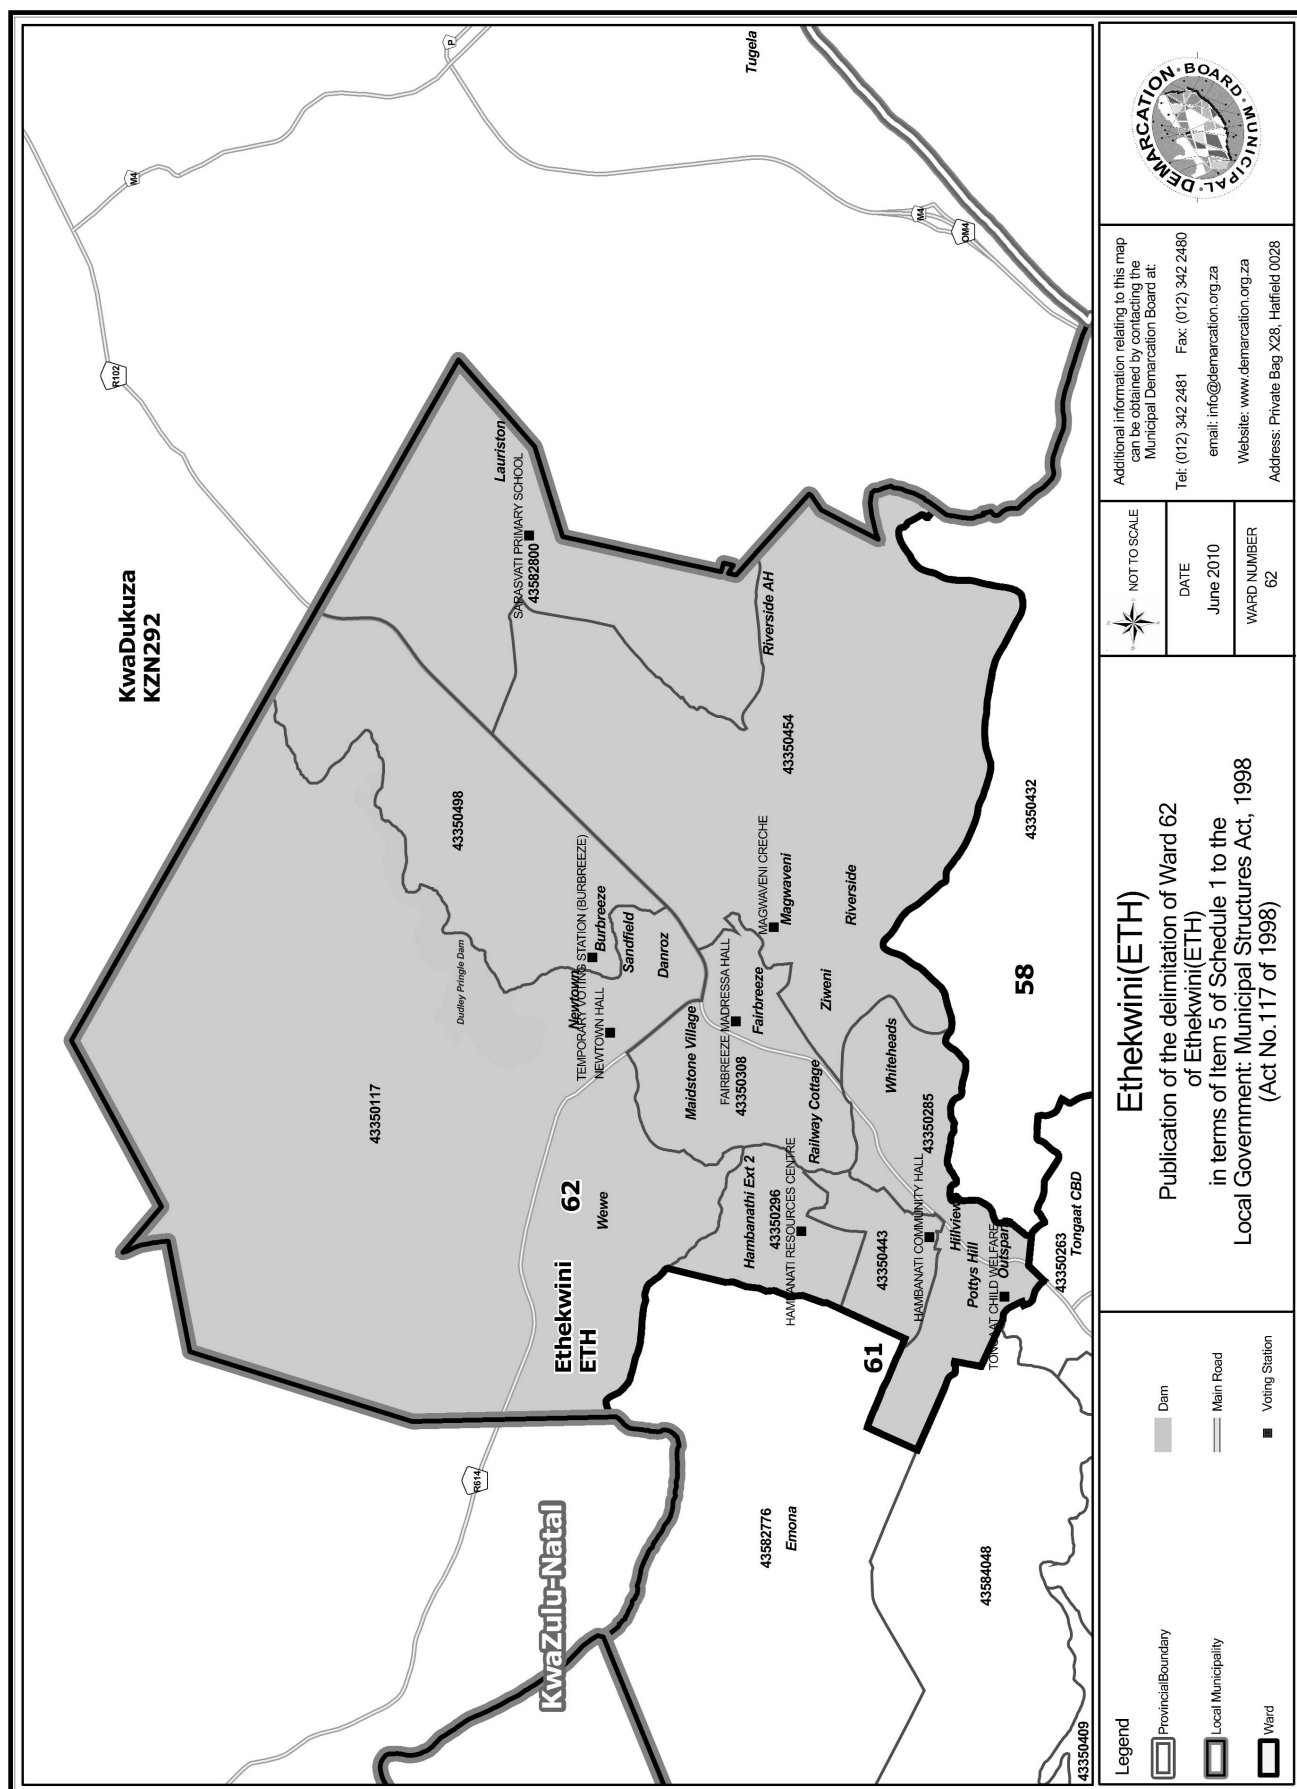 KwaDukuza
KZN292
Tugela
P
M4
R102
M4
OM4
Lauriston
SARASVATI PRIMARY SCHOOL
43582800
Riverside AH
43350454
43350498
43350432
Dudley Pringle Dam
TEMPORARY VOTING STATION (BURBREEZE)
Burbreeze
Newtown
NEWTOWN HALL
Sandfield
Danroz
MAGWAVENI CRECHE
Magwaveni
Riverside
Maidstone Village
FAIRBREEZE MADRESSA HALL
43350308
Fairbreeze
Ziweni
58
Whiteheads
43350117
Railway Cottage
43350285
62
Wewe
Hambanathi Ext 2
43350296
HAMBANATI RESOURCES CENTRE
43350443
HAMBANATI COMMUNITY HALL
Hillview
Pottys Hill
TONGAAT CHILD WELFARE
Outspan
43350263
Tongaat CBD
Ethekwini
ETH
61
R614
KwaZulu-Natal
43582776
Emona
43584048
43350409
Legend
ProvincialBoundary
Local Municipality
Ward
Dam
Main Road
Voting Station
Ethekwini(ETH)
Publication of the delimitation of Ward 62
of Ethekwini(ETH)
in terms of Item 5 of Schedule 1 to the
Local Government: Municipal Structures Act, 1998
(Act No.117 of 1998)
NOT TO SCALE
DATE
June 2010
WARD NUMBER
62
Additional information relating to this map
can be obtained by contacting the
Municipal Demarcation Board at:
Tel: (012) 342 2481 Fax: (012) 342 2480
email: info@demarcation.org.za
Website: www.demarcation.org.za
Address: Private Bag X28, Hatfield 0028
MUNICIPAL • DEMARCATION • BOARD •